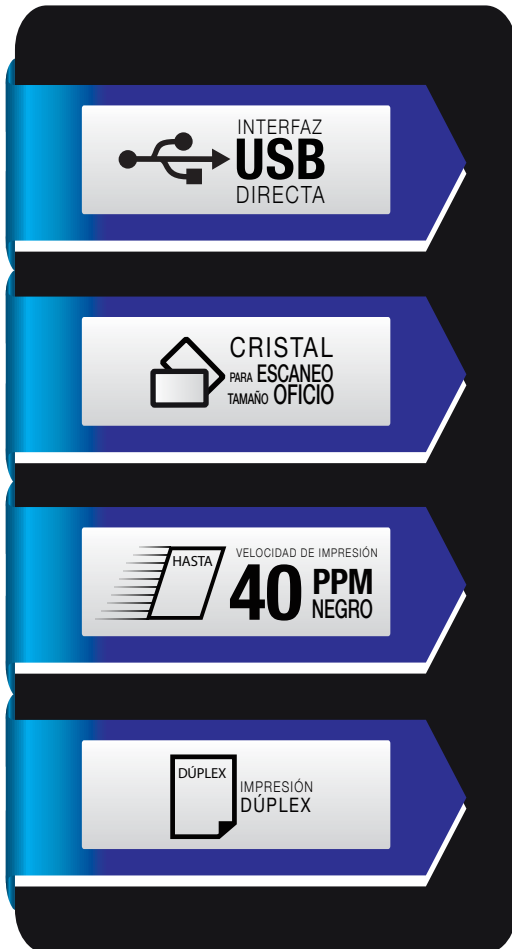 INTERFAZ
USB
DIRECTA
CRISTAL
PARA ESCANEO
TAMAÑO OFICIO
HASTA
VELOCIDAD DE IMPRESIÓN
40 PPM
NEGRO
DÚPLEX
IMPRESIÓN
DÚPLEX